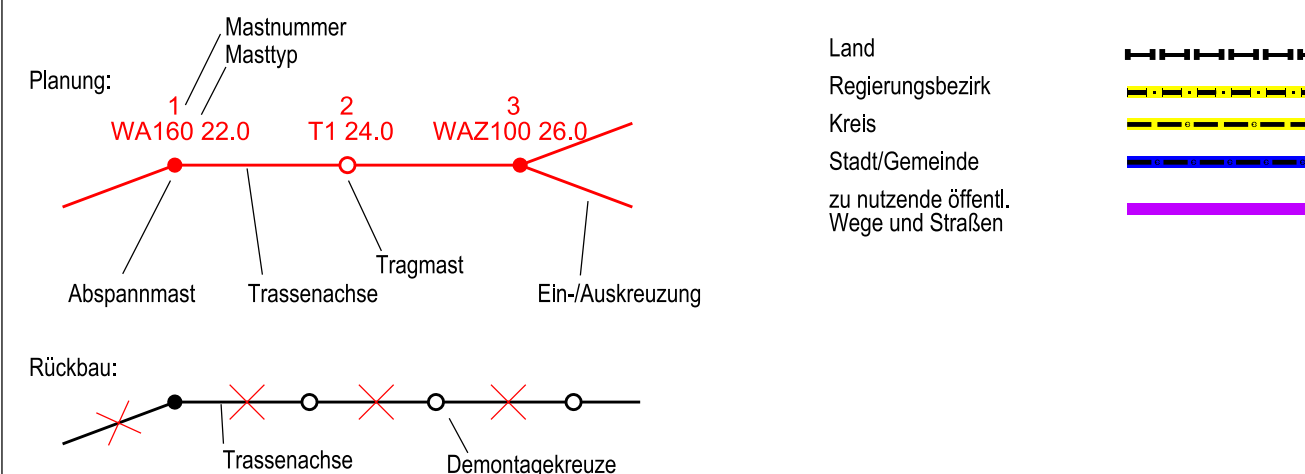 Mastnummer
Masttyp
Planung:
1
WA160 22.0
2
T1 24.0
3
WAZ100 26.0
Tragmast
Abspannmast
Trassenachse
Ein-/Auskreuzung
Rückbau:
Trassenachse
Demontagekreuze
Land
Regierungsbezirk
Kreis
Stadt/Gemeinde
zu nutzende öffentl.
Wege und Straßen